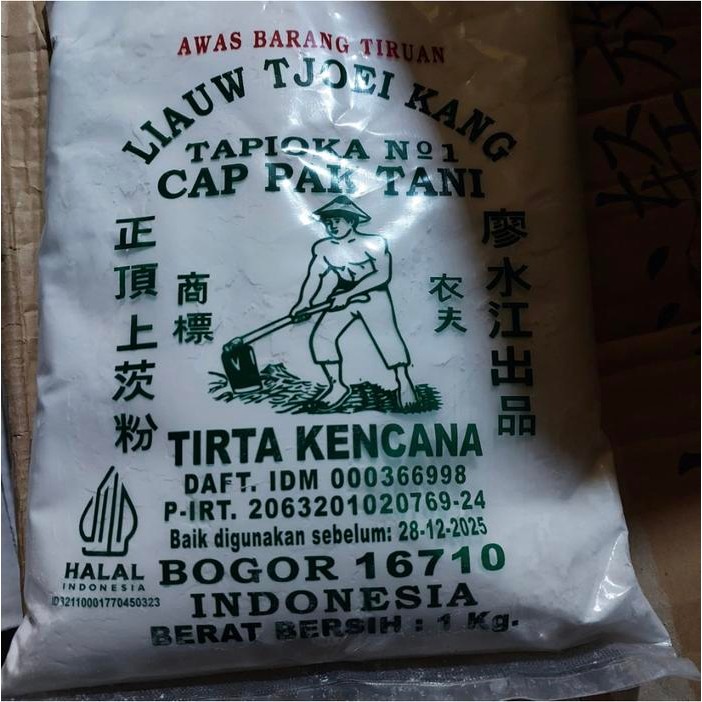 AWAS BARANG TIRUAN
LIAUW TJOEI KANG
TAPIOKA Nº1
CAP PAK TANI
正頂上茨粉
商標
农夫
廖水江出品
TIRTA KENCANA
DAFT. IDM 000366998
P-IRT. 2063201020769-24
Baik digunakan sebelum: 28-12-2025
HALAL
INDONESIA
ID32110001770450323
BOGOR 16710
INDONESIA
BERAT BERSIH : 1 Kg.